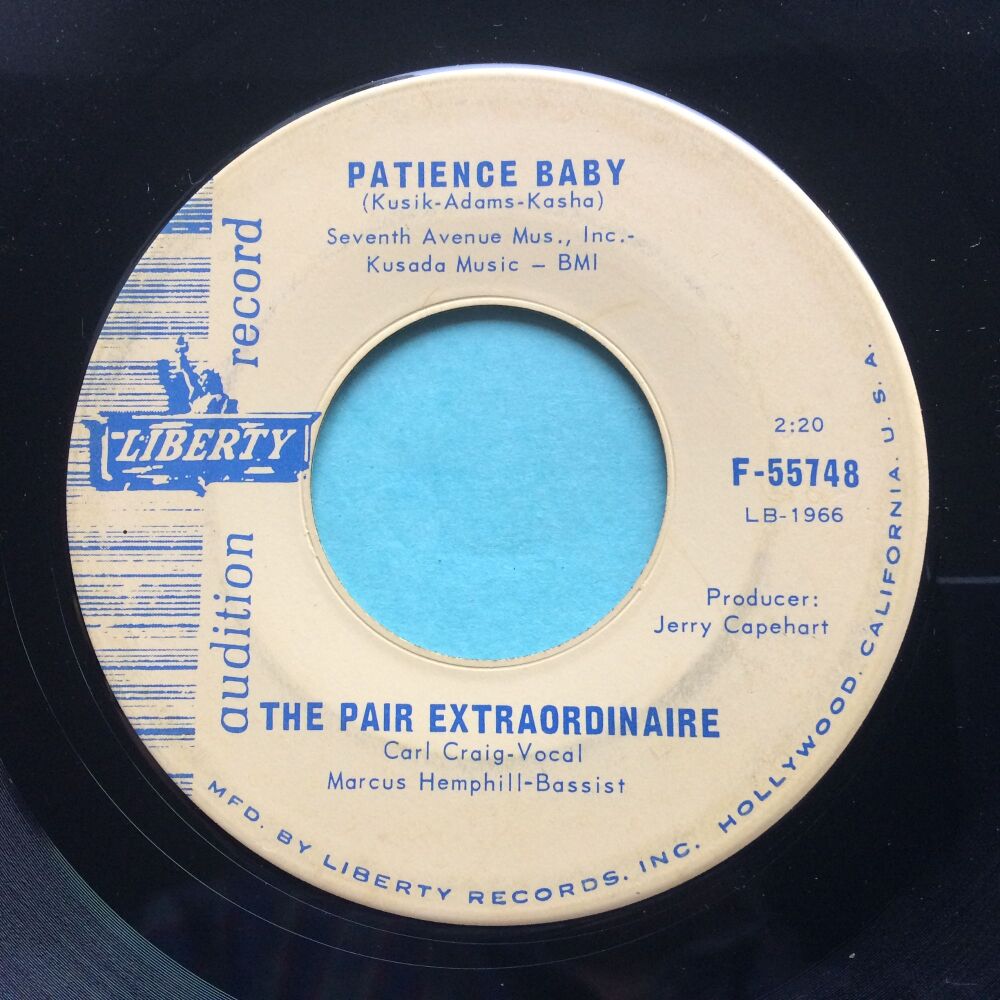 PATIENCE BABY
(Kusik-Adams-Kasha)
Seventh Avenue Mus., Inc.-
Kusada Music – BMI
audition record
LIBERTY
2:20
F-55748
LB-1966
Producer:
Jerry Capehart
THE PAIR EXTRAORDINAIRE
Carl Craig-Vocal
Marcus Hemphill-Bassist
MFD. BY LIBERTY RECORDS, INC. HOLLYWOOD, CALIFORNIA. U. S. A.